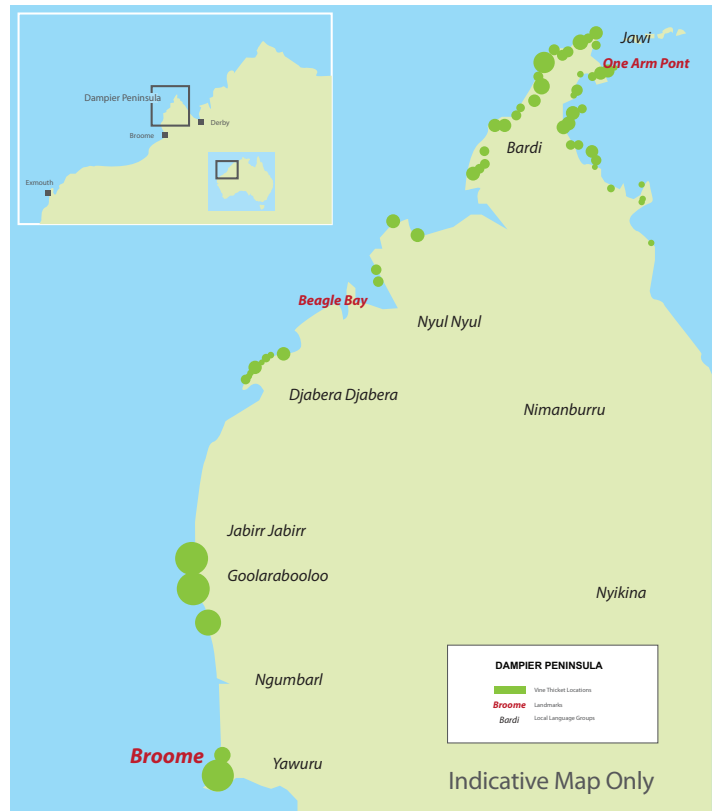 Dampier Peninsula
Derby
Broome
Exmouth
Jawi
One Arm Pont
Bardi
Beagle Bay
Nyul Nyul
Djabera Djabera
Nimanburru
Jabirr Jabirr
Goolarabooloo
Nyikina
Ngumbarl
Broome
Yawuru
DAMPIER PENINSULA
Vine Thicket Locations
Broome Landmarks
Bardi Local Language Groups
Indicative Map Only